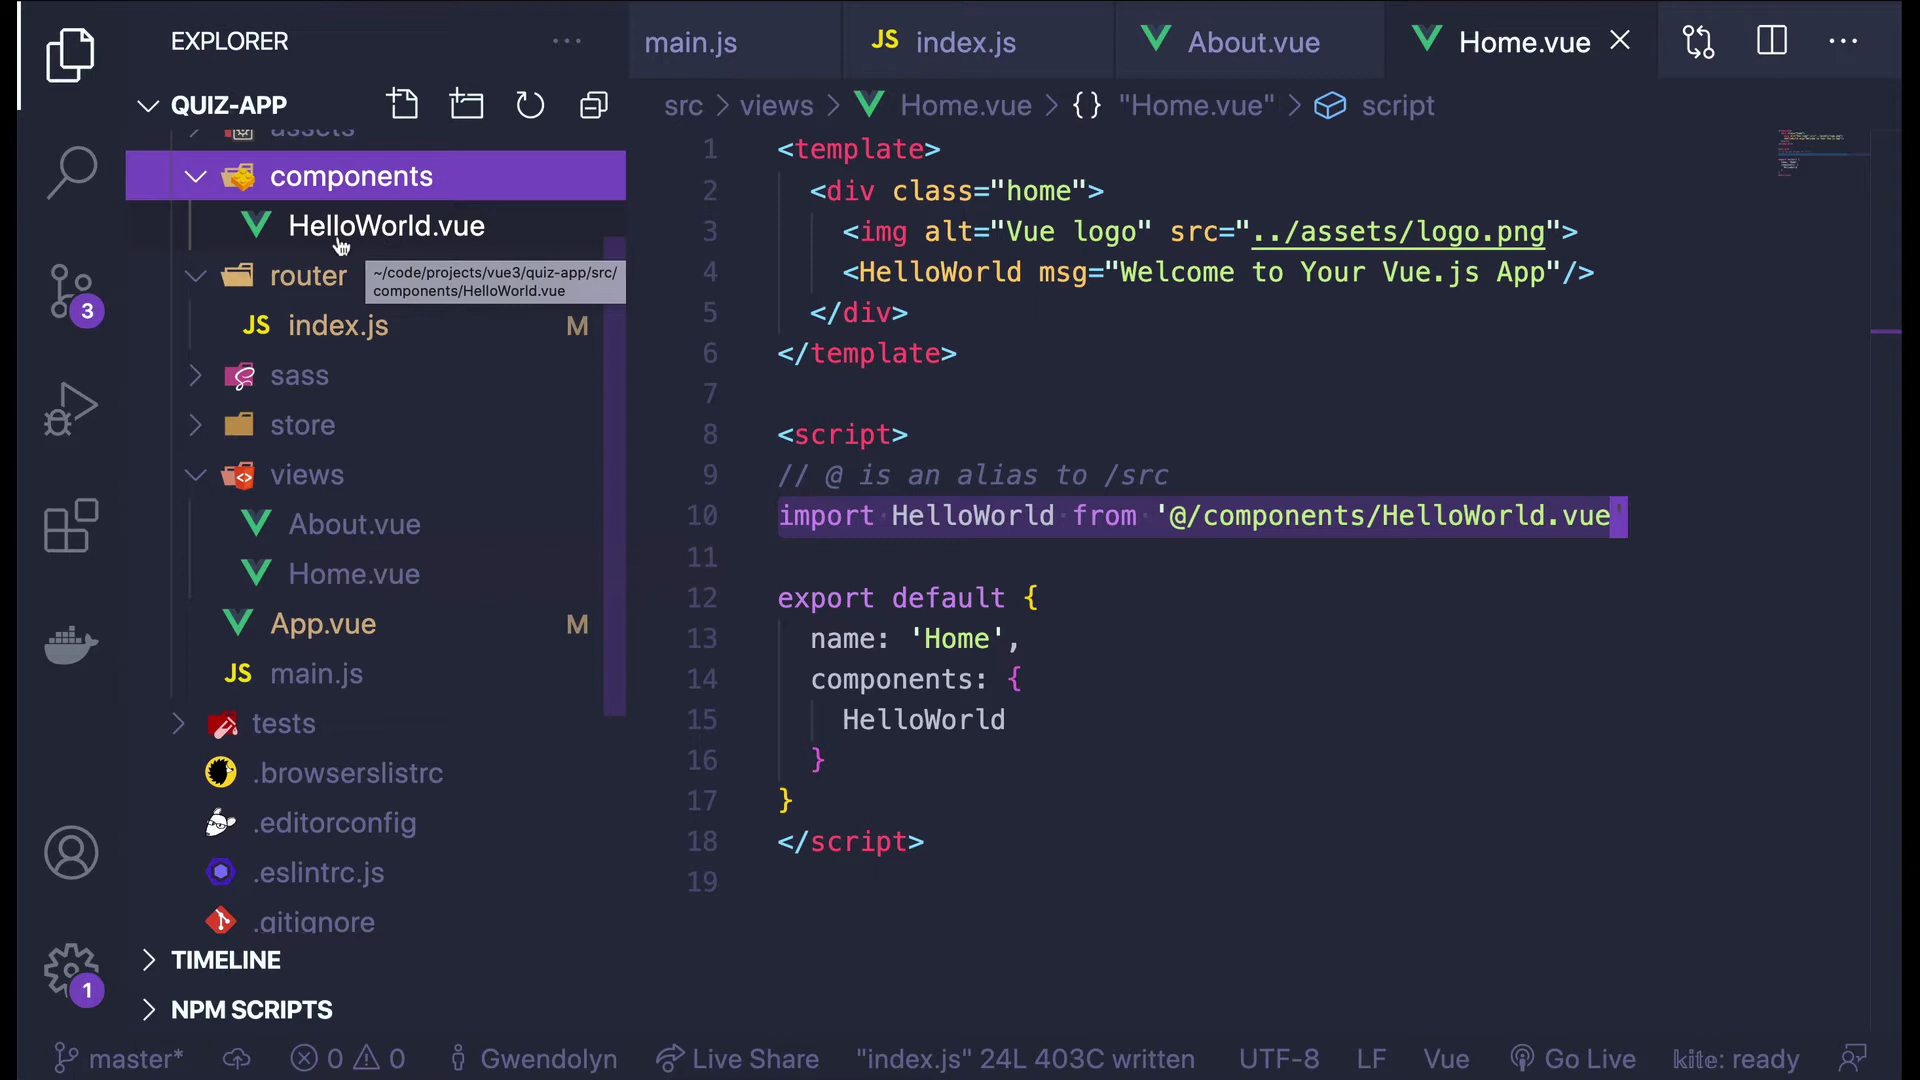 EXPLORER
main.js
JS index.js
About.vue
Home.vue
QUIZ-APP
src > views > Home.vue > {} "Home.vue" > script
assets
components
HelloWorld.vue
~/code/projects/vue3/quiz-app/src/
components/HelloWorld.vue
router
JS index.js M
sass
store
views
About.vue
Home.vue
App.vue M
JS main.js
tests
.browserslistrc
.editorconfig
.eslintrc.js
.gitignore
TIMELINE
NPM SCRIPTS
3
1
1 <template>
2 <div class="home">
3 <img alt="Vue logo" src="../assets/logo.png">
4 <HelloWorld msg="Welcome to Your Vue.js App"/>
5 </div>
6 </template>
7
8 <script>
9 // @ is an alias to /src
10 import HelloWorld from '@/components/HelloWorld.vue'
11
12 export default {
13 name: 'Home',
14 components: {
15 HelloWorld
16 }
17 }
18 </script>
19
master* 0 0 Gwendolyn Live Share "index.js" 24L 403C written UTF-8 LF Vue Go Live kite: ready